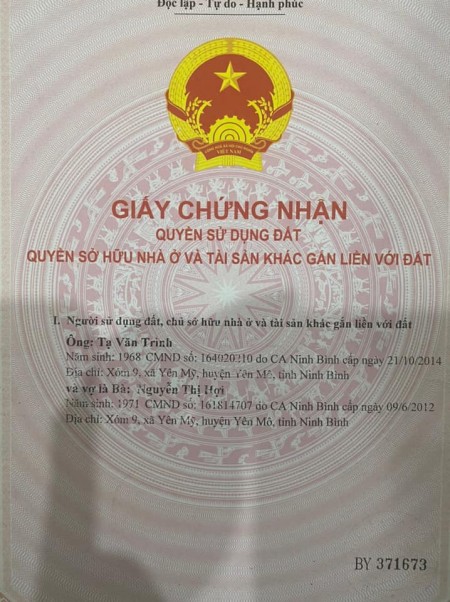 Độc lập - Tự do - Hạnh phúc
VIỆT NAM
GIẤY CHỨNG NHẬN
QUYỀN SỬ DỤNG ĐẤT
QUYỀN SỞ HỮU NHÀ Ở VÀ TÀI SẢN KHÁC GẮN LIỀN VỚI ĐẤT
I. Người sử dụng đất, chủ sở hữu nhà ở và tài sản khác gắn liền với đất
Ông: Tạ Văn Trình
Năm sinh: 1968 CMND số: 164020210 do CA Ninh Bình cấp ngày 21/10/2014
Địa chỉ: Xóm 9, xã Yên Mỹ, huyện Yên Mô, tỉnh Ninh Bình
và vợ là Bà: Nguyễn Thị Hợi
Năm sinh: 1971 CMND số: 161814707 do CA Ninh Bình cấp ngày 09/6/2012
Địa chỉ: Xóm 9, xã Yên Mỹ, huyện Yên Mô, tỉnh Ninh Bình
BY 371673